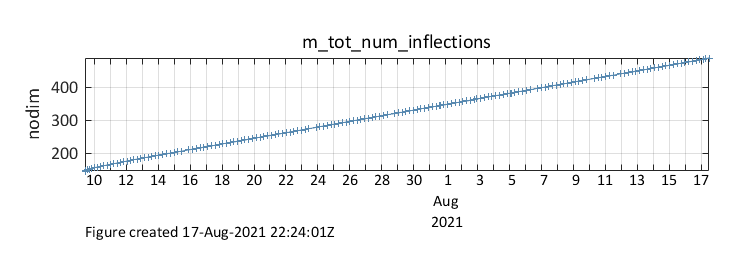 m_tot_num_inflections
nodim
400
300
200
10 12 14 16 18 20 22 24 26 28 30 1 3 5 7 9 11 13 15 17
Aug
2021
Figure created 17-Aug-2021 22:24:01Z